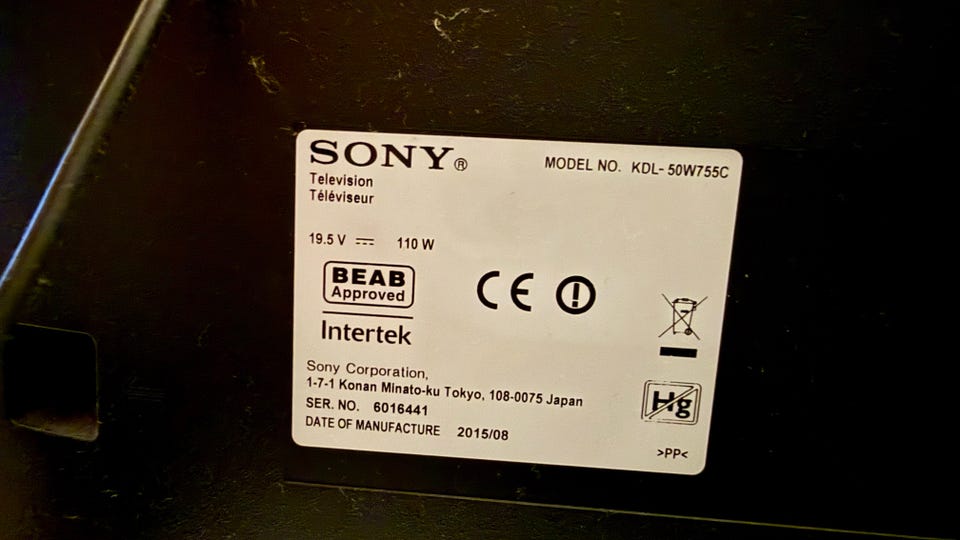 SONY®
MODEL NO. KDL-50W755C
Television
Téléviseur
19.5 V ⎓ 110 W
BEAB
Approved
Intertek
CE
Sony Corporation,
1-7-1 Konan Minato-ku Tokyo, 108-0075 Japan
SER. NO. 6016441
DATE OF MANUFACTURE 2015/08
Hg
>PP<